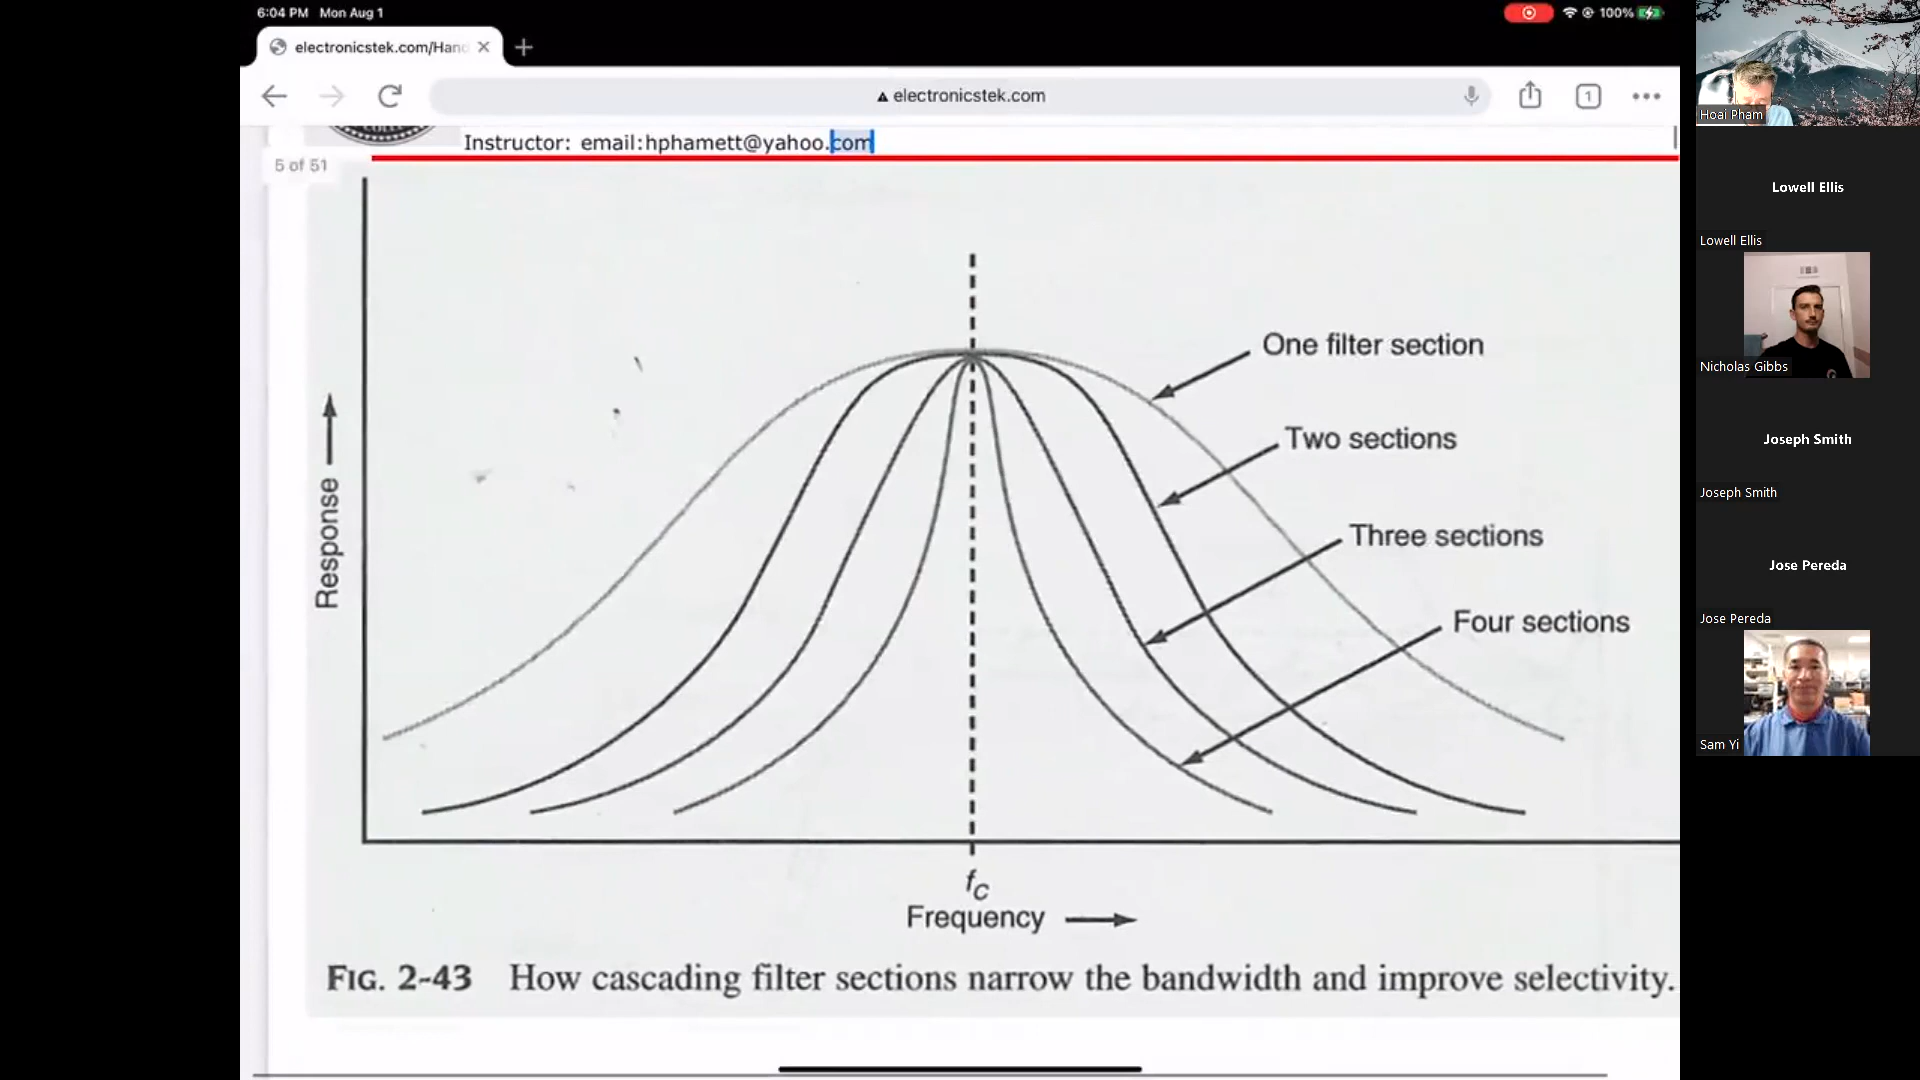 6:04 PM Mon Aug 1
100%
electronicstek.com/Hand
electronicstek.com
1
Instructor: email:hphamett@yahoo.com
5 of 51
One filter section
Two sections
Three sections
Four sections
Response
fC
Frequency
FIG. 2-43 How cascading filter sections narrow the bandwidth and improve selectivity.
Hoai Pham
Lowell Ellis
Lowell Ellis
Nicholas Gibbs
Joseph Smith
Joseph Smith
Jose Pereda
Jose Pereda
Sam Yi